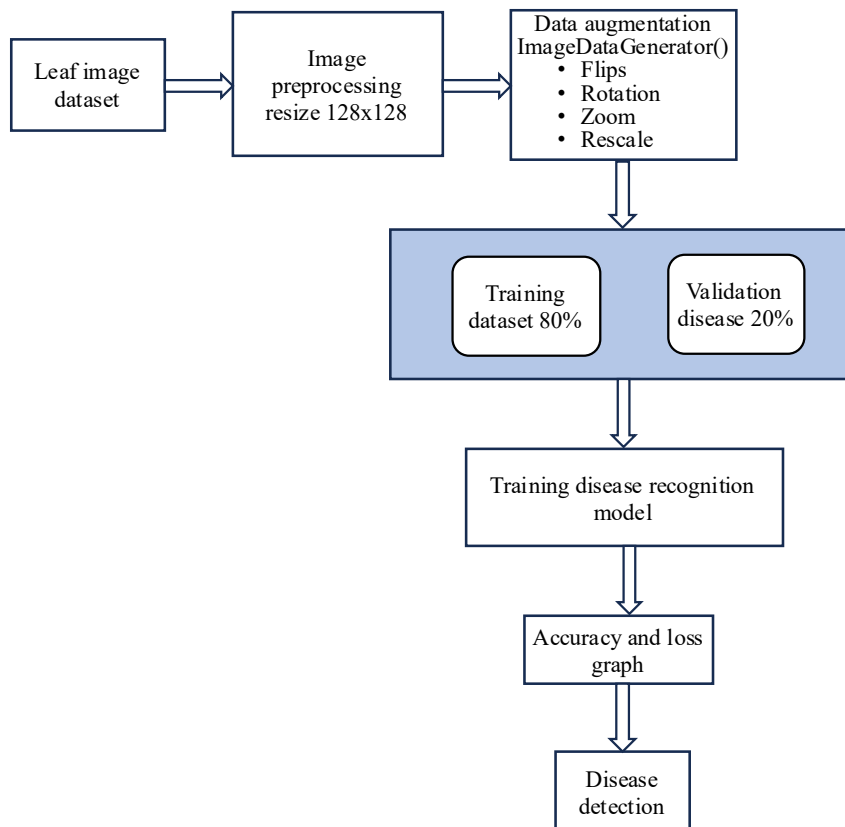 Leaf image
dataset
Image
preprocessing
resize 128x128
Data augmentation
ImageDataGenerator()
• Flips
• Rotation
• Zoom
• Rescale
Training
dataset 80%
Validation
disease 20%
Training disease recognition
model
Accuracy and loss
graph
Disease
detection